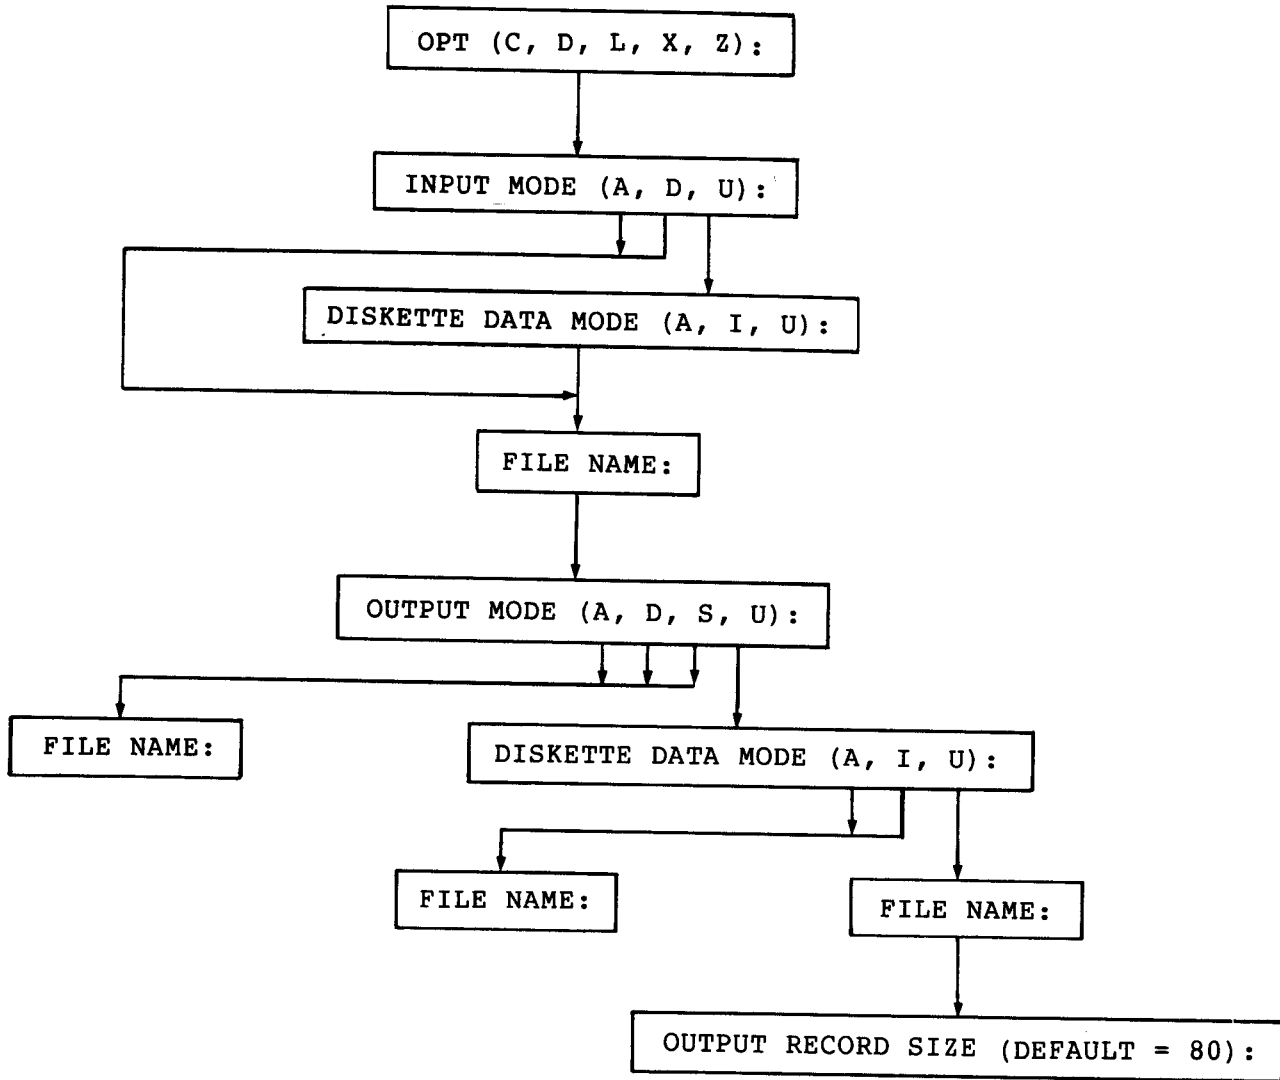 OPT (C, D, L, X, Z):
INPUT MODE (A, D, U):
DISKETTE DATA MODE (A, I, U):
FILE NAME:
OUTPUT MODE (A, D, S, U):
FILE NAME:
DISKETTE DATA MODE (A, I, U):
FILE NAME:
FILE NAME:
OUTPUT RECORD SIZE (DEFAULT = 80):